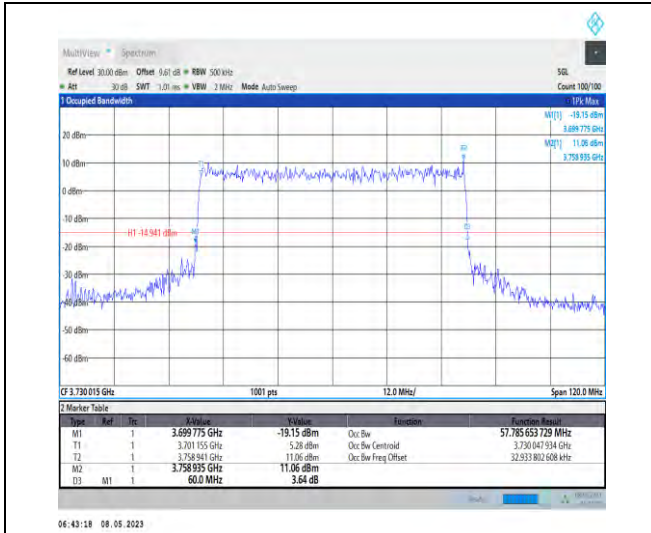 MultiView Spectrum
Ref Level 30.00 dBm Offset 9.61 dB RBW 500 kHz SGL
Att 30 dB SWT 1.01 ms VBW 2 MHz Mode Auto Sweep Count 100/100
1 Occupied Bandwidth 1Pk Max
M1[1] -19.15 dBm
3.699 775 GHz
M2[1] 11.06 dBm
3.758 935 GHz
20 dBm
10 dBm
0 dBm
-10 dBm
H1 -14.941 dBm
M1
-20 dBm
-30 dBm
-40 dBm
-50 dBm
-60 dBm
CF 3.730 015 GHz 1001 pts 12.0 MHz/ Span 120.0 MHz
2 Marker Table
Type Ref Trc X-Value Y-Value Function Function Result
M1 1 3.699 775 GHz -19.15 dBm Occ Bw 57.785 653 729 MHz
T1 1 3.701 155 GHz 5.28 dBm Occ Bw Centroid 3.730 047 934 GHz
T2 1 3.758 941 GHz 11.06 dBm Occ Bw Freq Offset 32.933 802 608 kHz
M2 1 3.758 935 GHz 11.06 dBm
D3 M1 1 60.0 MHz 3.64 dB
06:43:18 08.05.2023